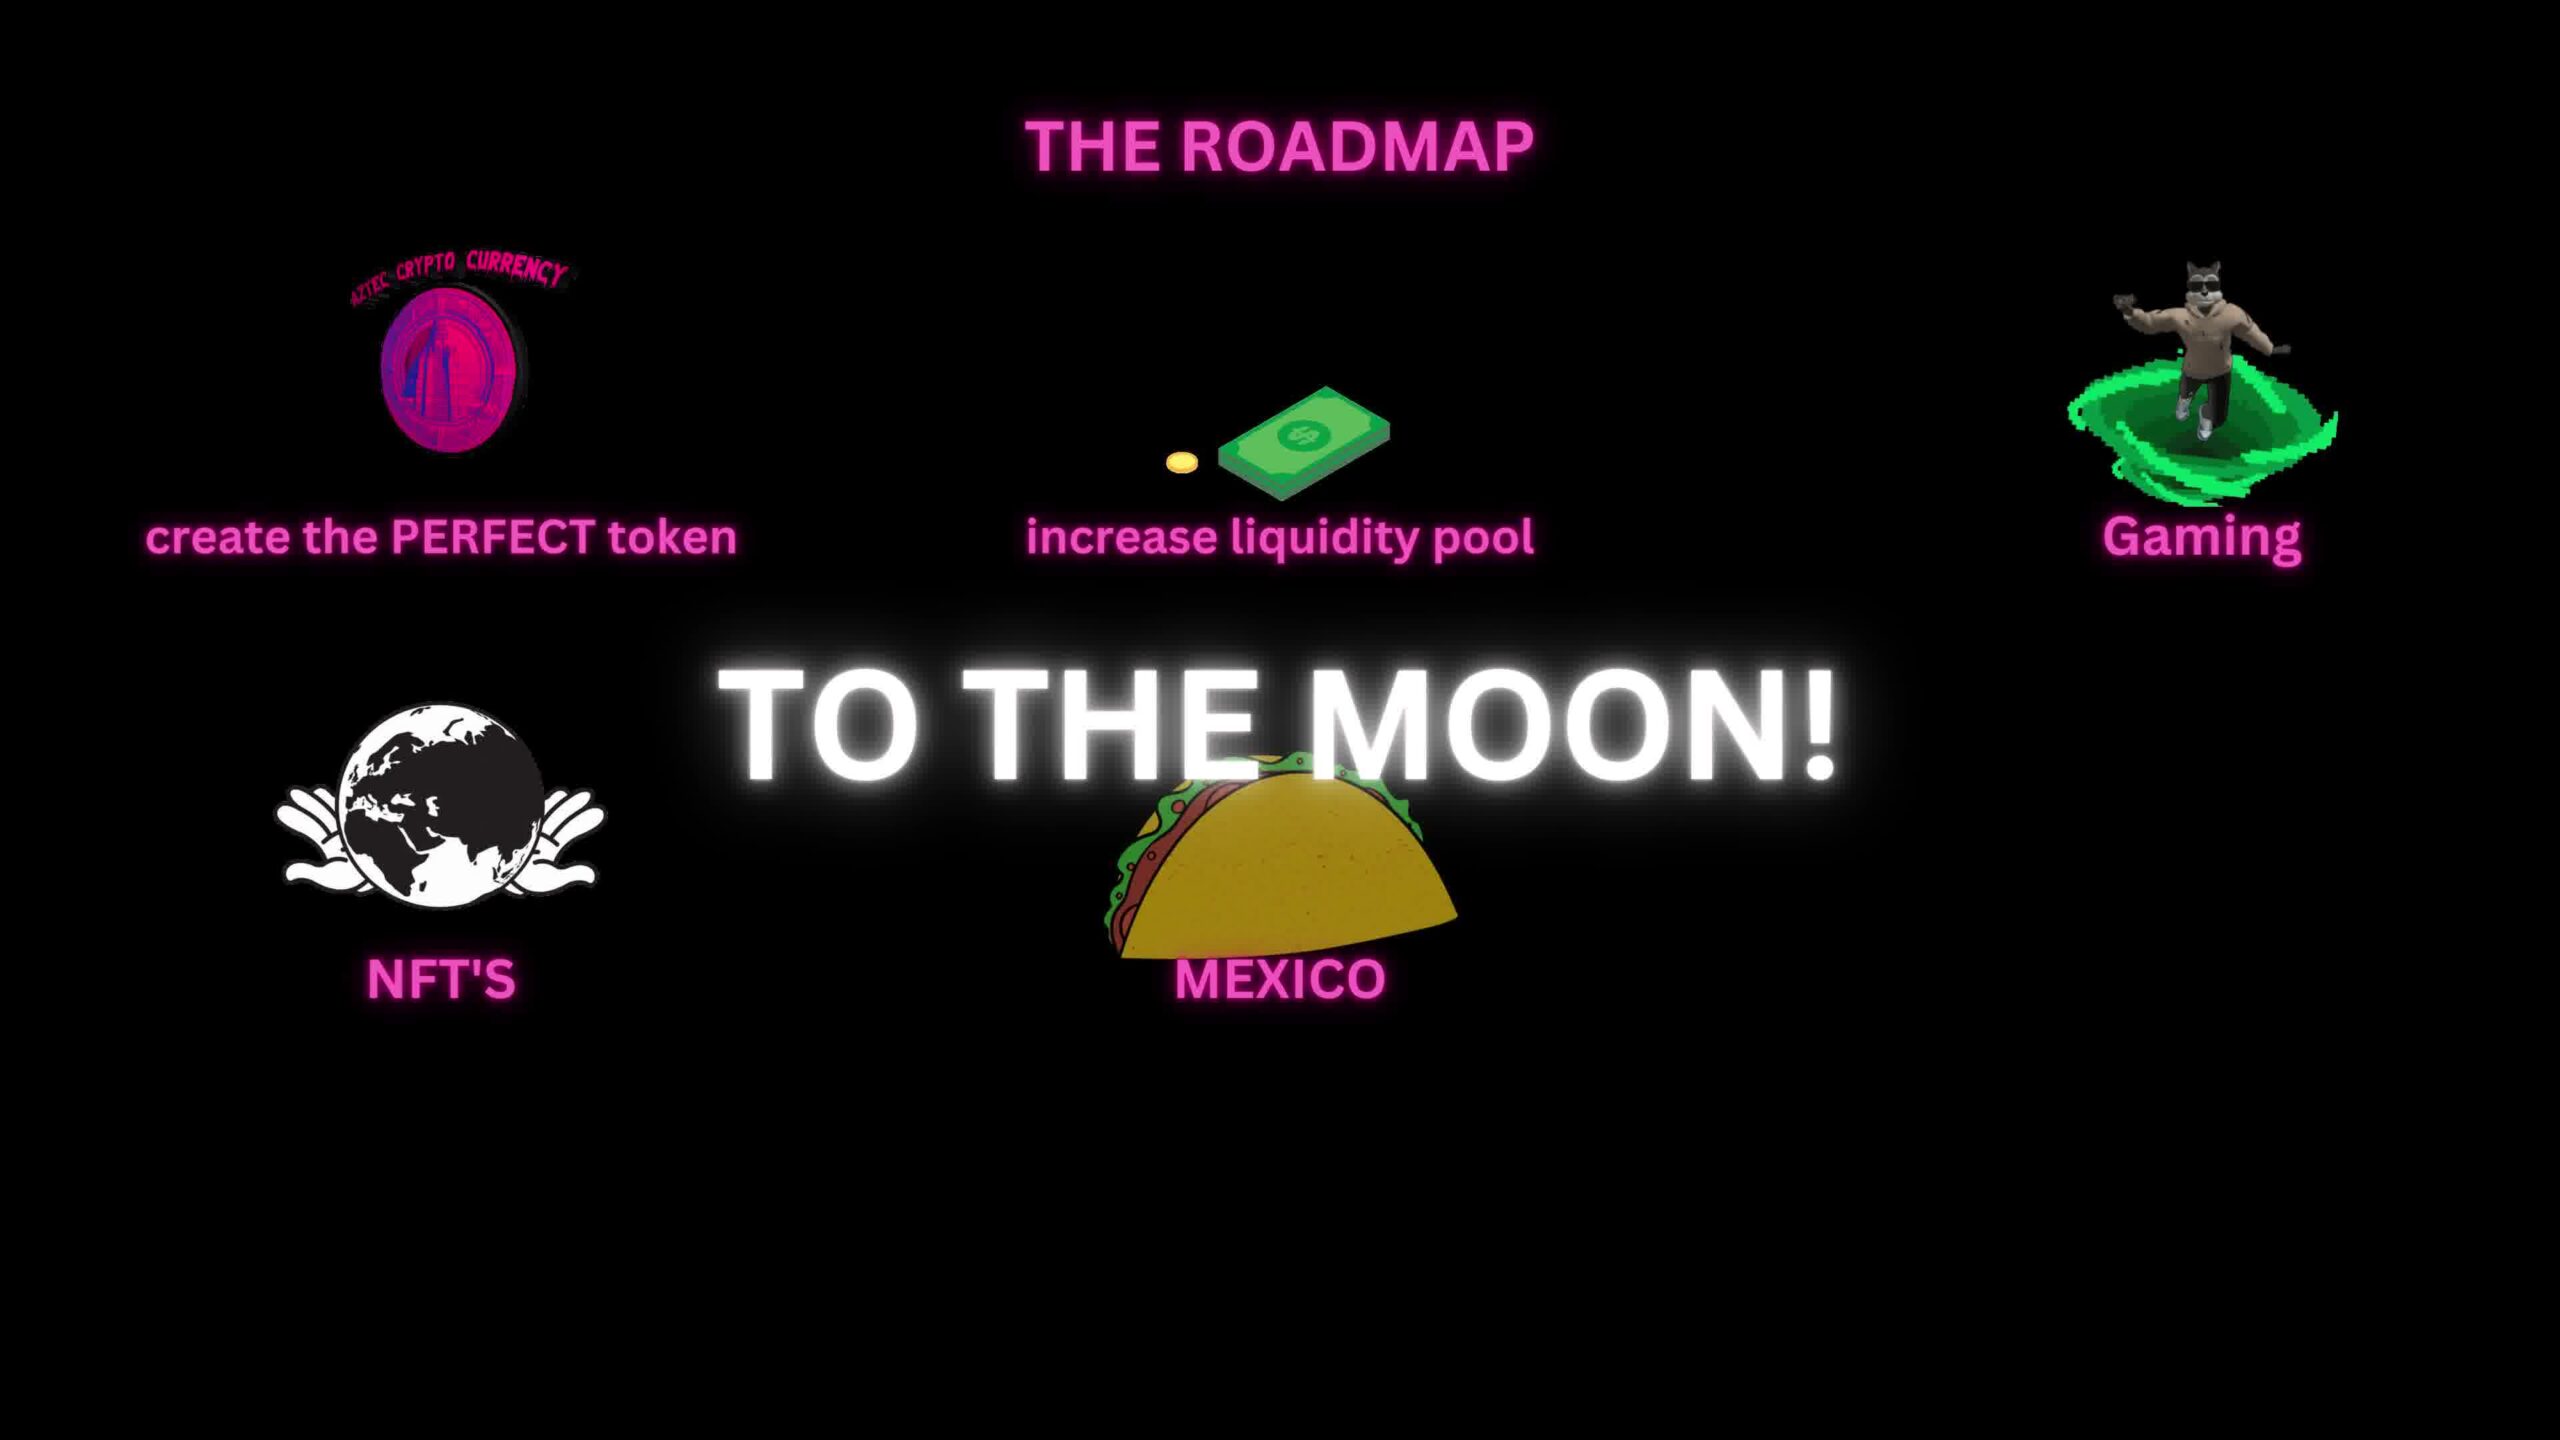 THE ROADMAP
AZTEC CRYPTO CURRENCY
$
create the PERFECT token
increase liquidity pool
Gaming
TO THE MOON!
NFT'S
MEXICO